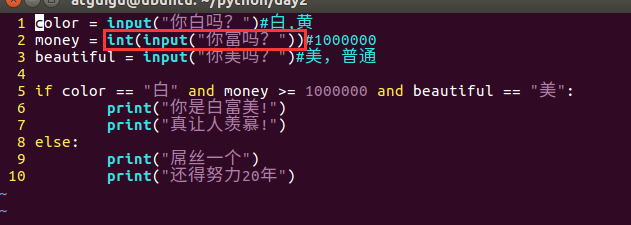 atguigu@ubuntu: ~/python/day2
1 color = input("你白吗？")#白,黄
2 money = int(input("你富吗？"))#1000000
3 beautiful = input("你美吗？")#美，普通
4
5 if color == "白" and money >= 1000000 and beautiful == "美":
6 print("你是白富美!")
7 print("真让人羡慕!")
8 else:
9 print("屌丝一个")
10 print("还得努力20年")
~
~